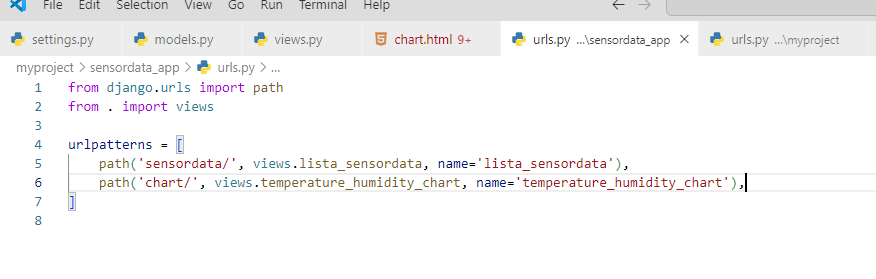 File Edit Selection View Go Run Terminal Help
settings.py models.py views.py chart.html 9+ urls.py ...\sensordata_app urls.py ...\myproject
myproject > sensordata_app > urls.py > ...
1 from django.urls import path
2 from . import views
3
4 urlpatterns = [
5     path('sensordata/', views.lista_sensordata, name='lista_sensordata'),
6     path('chart/', views.temperature_humidity_chart, name='temperature_humidity_chart'),
7 ]
8